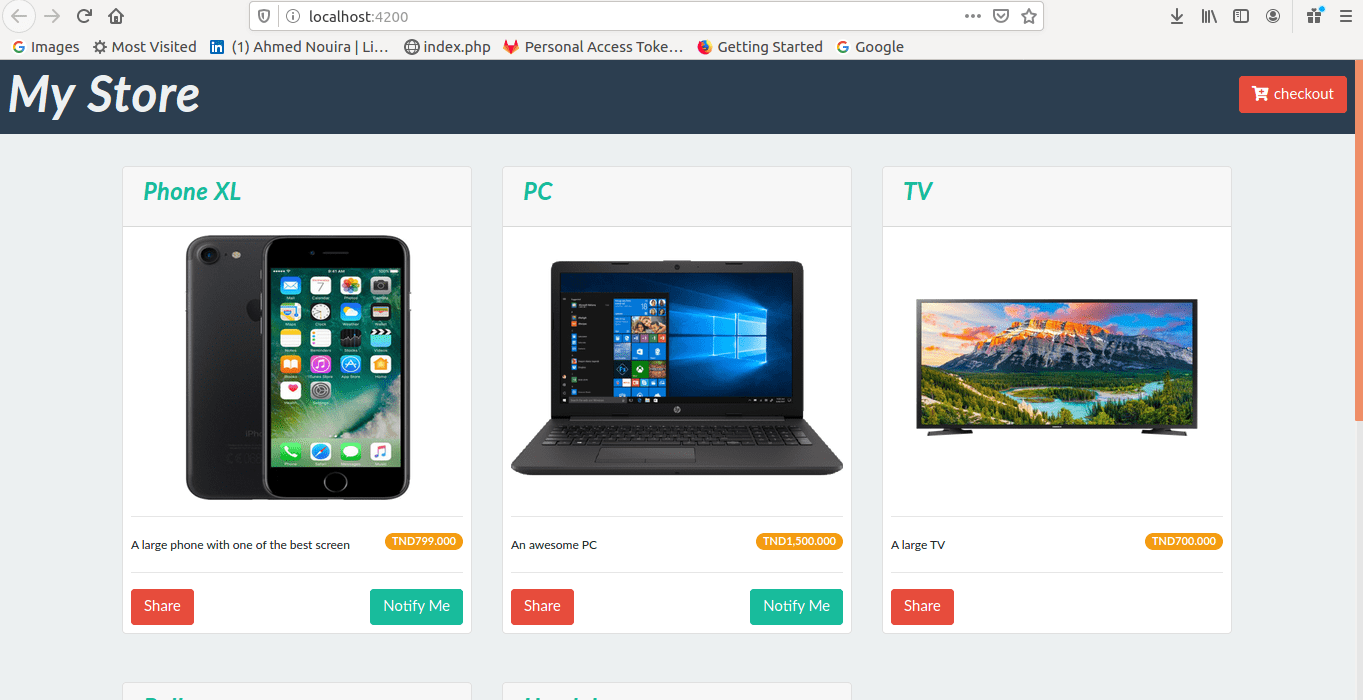 localhost:4200
Images Most Visited (1) Ahmed Nouira | Li… index.php Personal Access Toke… Getting Started Google
My Store
checkout
Phone XL
PC
TV
A large phone with one of the best screen
TND799.000
An awesome PC
TND1,500.000
A large TV
TND700.000
Share
Notify Me
Share
Notify Me
Share